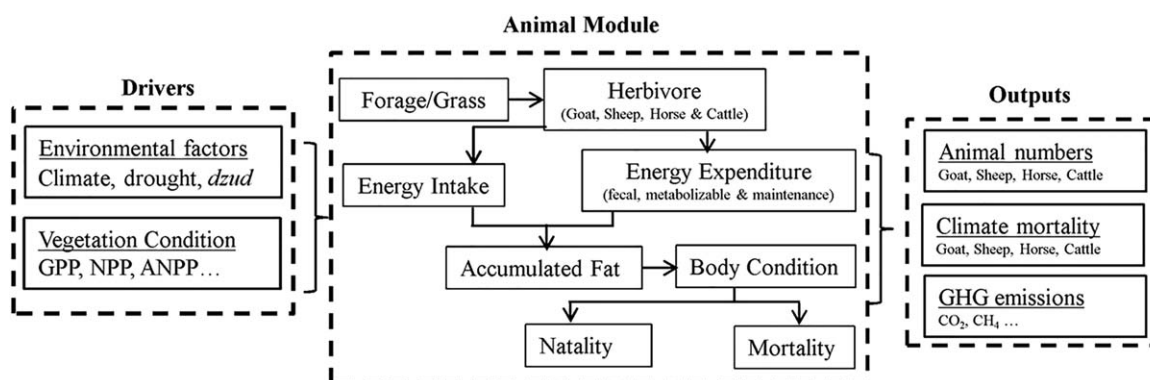 Animal Module
Drivers
Environmental factors
Climate, drought, dzud
Vegetation Condition
GPP, NPP, ANPP...
Forage/Grass
Herbivore
(Goat, Sheep, Horse & Cattle)
Energy Intake
Energy Expenditure
(fecal, metabolizable & maintenance)
Accumulated Fat
Body Condition
Natality
Mortality
Outputs
Animal numbers
Goat, Sheep, Horse, Cattle
Climate mortality
Goat, Sheep, Horse, Cattle
GHG emissions
CO₂, CH₄ ...